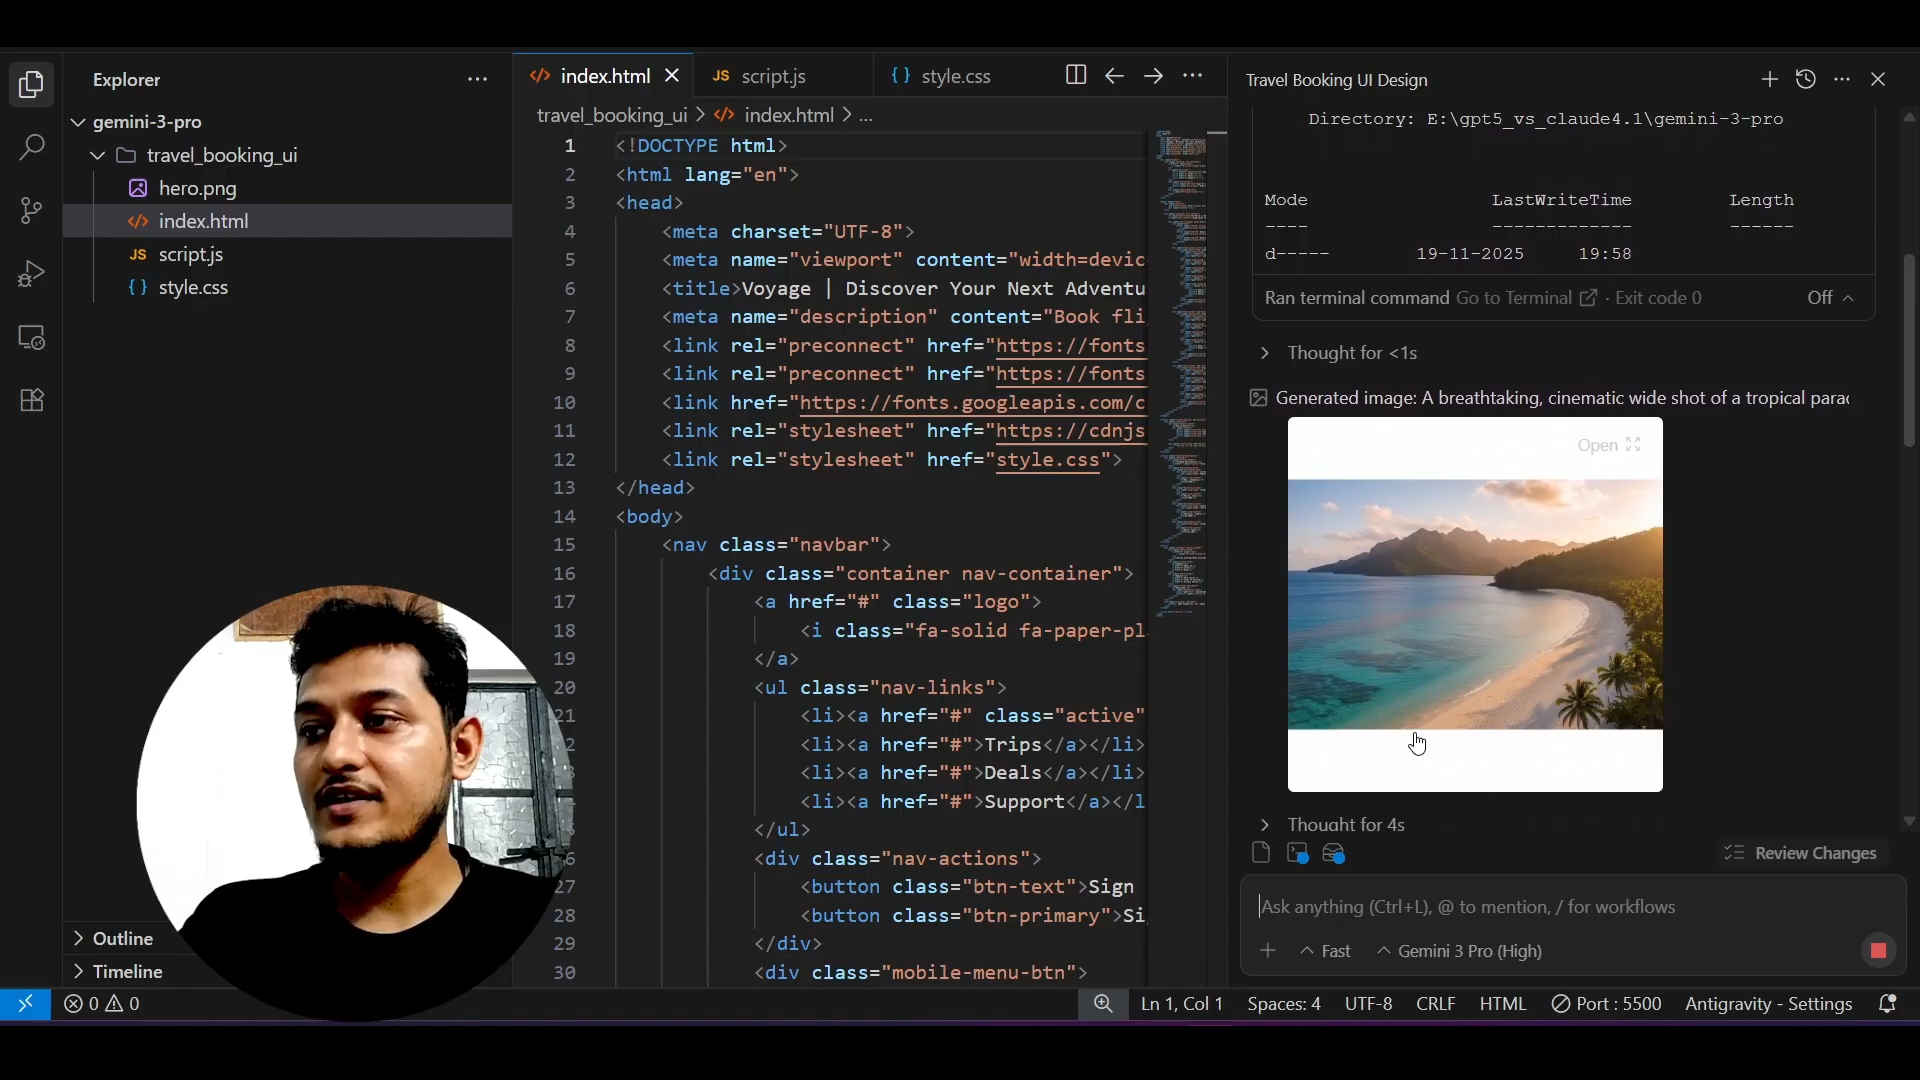 Explorer
gemini-3-pro
travel_booking_ui
hero.png
index.html
JS script.js
{} style.css
Outline
Timeline
</> index.html
JS script.js
{} style.css
travel_booking_ui > </> index.html > ...
1 <!DOCTYPE html>
2 <html lang="en">
3 <head>
4 <meta charset="UTF-8">
5 <meta name="viewport" content="width=devic
6 <title>Voyage | Discover Your Next Adventu
7 <meta name="description" content="Book fli
8 <link rel="preconnect" href="https://fonts
9 <link rel="preconnect" href="https://fonts
10 <link href="https://fonts.googleapis.com/c
11 <link rel="stylesheet" href="https://cdnjs
12 <link rel="stylesheet" href="style.css">
13 </head>
14 <body>
15 <nav class="navbar">
16 <div class="container nav-container">
17 <a href="#" class="logo">
18 <i class="fa-solid fa-paper-pl
19 </a>
20 <ul class="nav-links">
21 <li><a href="#" class="active"
2 <li><a href="#">Trips</a></li>
<li><a href="#">Deals</a></li>
<li><a href="#">Support</a></l
</ul>
6 <div class="nav-actions">
27 <button class="btn-text">Sign
28 <button class="btn-primary">Si
29 </div>
30 <div class="mobile-menu-btn">
Travel Booking UI Design
Directory: E:\gpt5_vs_claude4.1\gemini-3-pro
Mode LastWriteTime Length
---- ------------- ------
d----- 19-11-2025 19:58
Ran terminal command Go to Terminal · Exit code 0 Off
Thought for <1s
Generated image: A breathtaking, cinematic wide shot of a tropical parac
Open
Thought for 4s
Review Changes
Ask anything (Ctrl+L), @ to mention, / for workflows
Fast Gemini 3 Pro (High)
0 0 Ln 1, Col 1 Spaces: 4 UTF-8 CRLF HTML Port : 5500 Antigravity - Settings